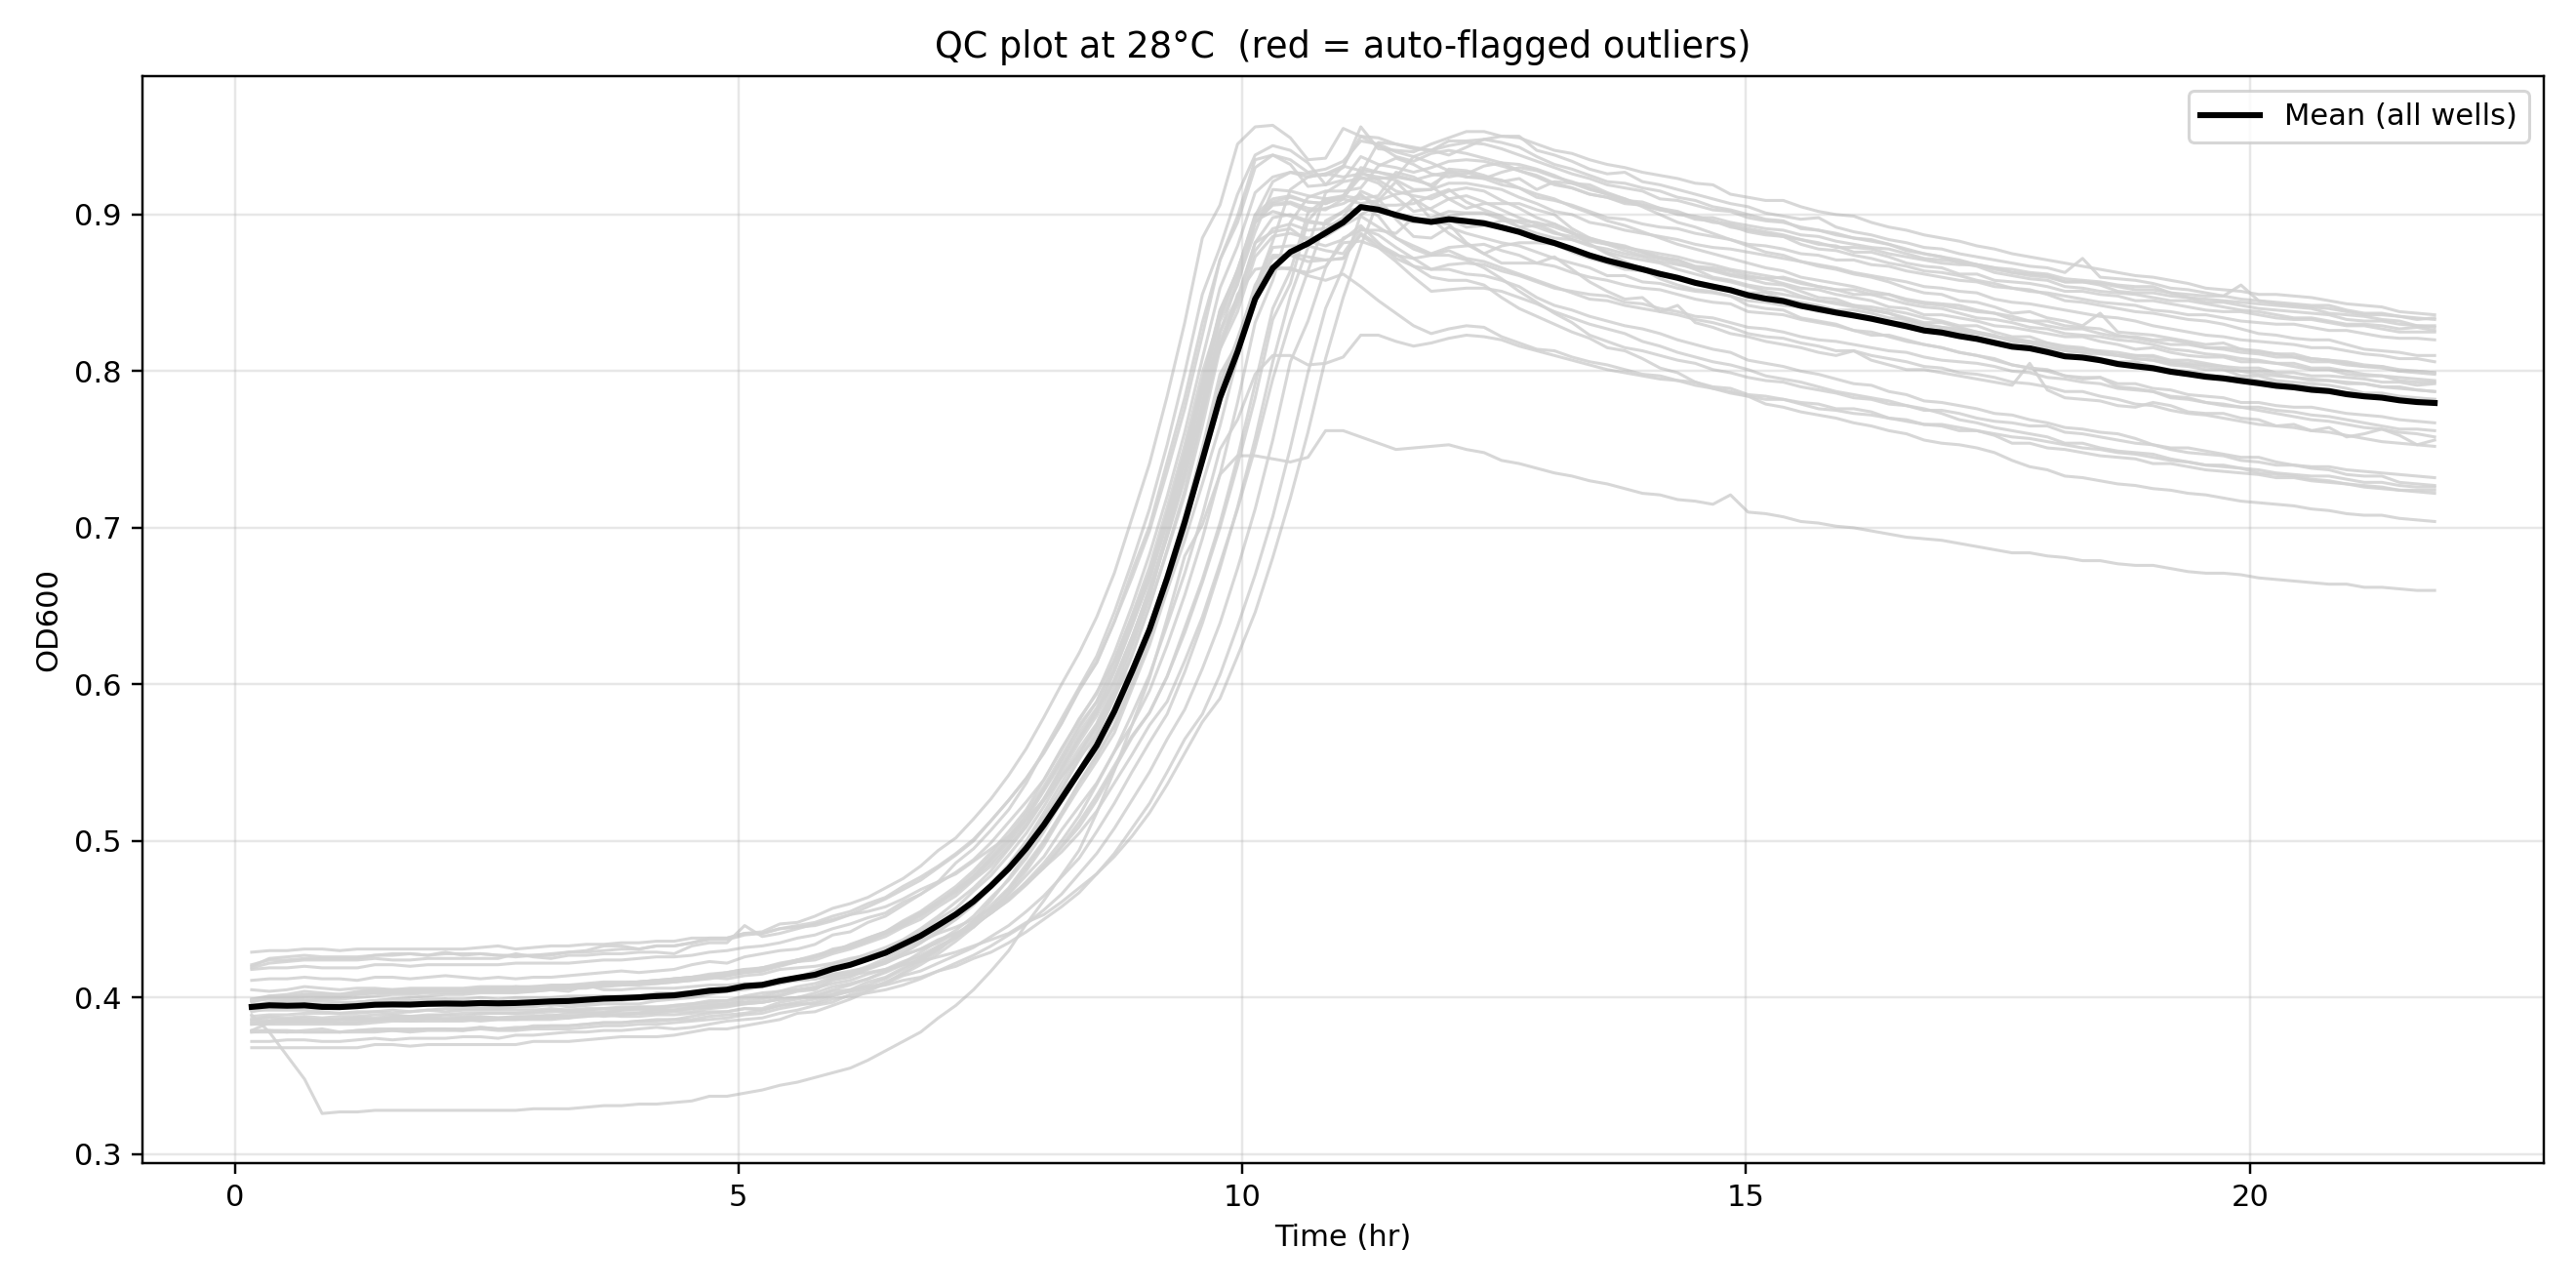 QC plot at 28°C  (red = auto-flagged outliers)
Mean (all wells)
OD600
0.9
0.8
0.7
0.6
0.5
0.4
0.3
0 5 10 15 20
Time (hr)